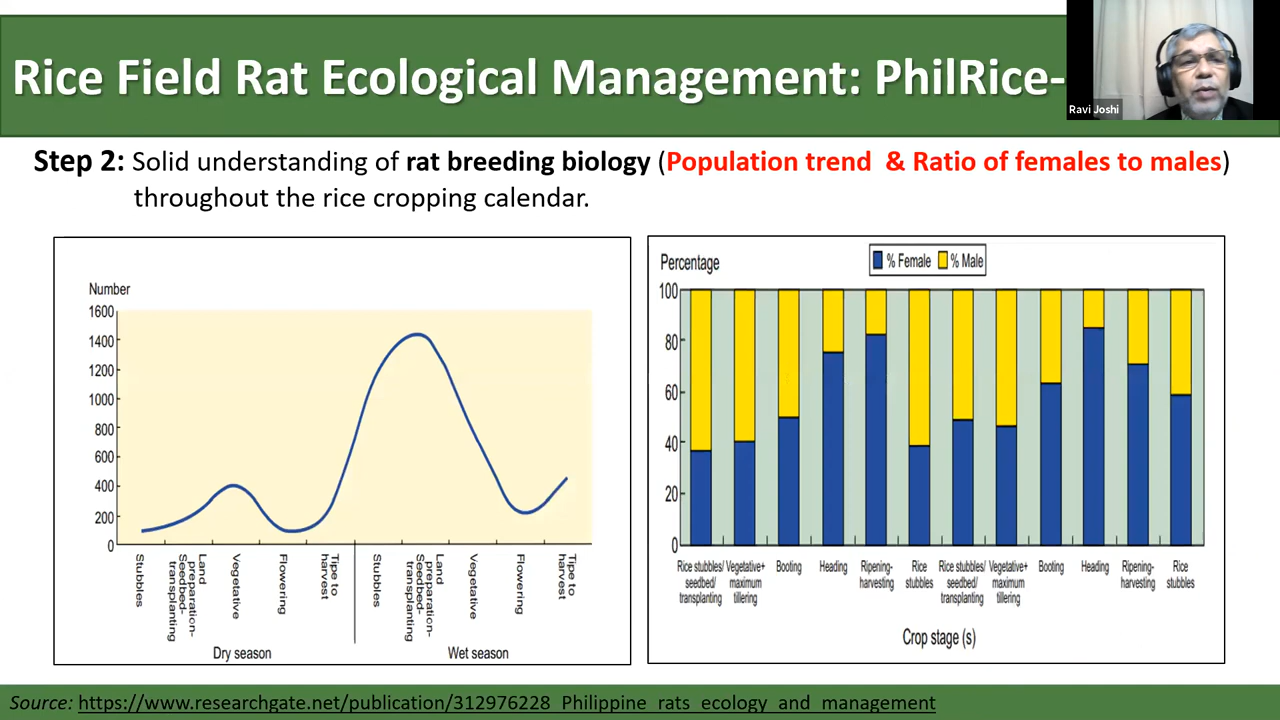 Rice Field Rat Ecological Management: PhilRice-
Ravi Joshi
Step 2: Solid understanding of rat breeding biology (Population trend & Ratio of females to males)
throughout the rice cropping calendar.
Number
1600
1400
1200
1000
800
600
400
200
0
Stubbles
Land
preparation-
Seedbed-
transplanting
Vegetative
Flowering
Tipe to
harvest
Stubbles
Land
preparation-
Seedbed-
transplanting
Vegetative
Flowering
Tipe to
harvest
Dry season
Wet season
Percentage
% Female % Male
100
80
60
40
20
0
Rice stubbles/
seedbed/
transplanting
Vegetative+
maximum
tillering
Booting
Heading
Ripening-
harvesting
Rice
stubbles
Rice stubbles/
seedbed/
transplanting
Vegetative+
maximum
tillering
Booting
Heading
Ripening-
harvesting
Rice
stubbles
Crop stage (s)
Source: https://www.researchgate.net/publication/312976228_Philippine_rats_ecology_and_management